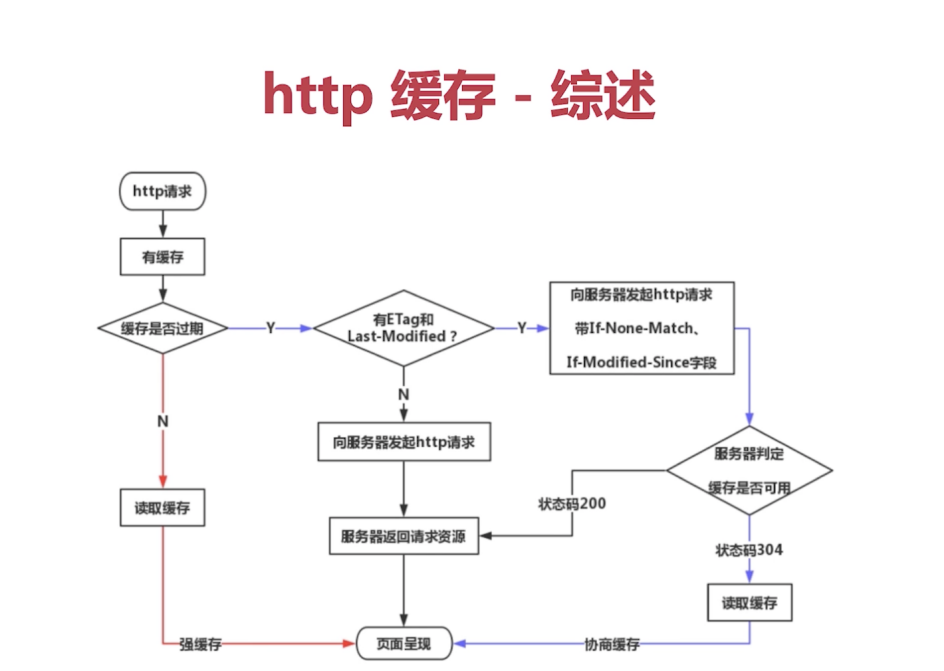 http 缓存 - 综述
http请求
有缓存
缓存是否过期
Y
有ETag和
Last-Modified ?
Y
向服务器发起http请求
带If-None-Match、
If-Modified-Since字段
N
N
向服务器发起http请求
服务器判定
缓存是否可用
读取缓存
状态码200
服务器返回请求资源
状态码304
读取缓存
强缓存
页面呈现
协商缓存